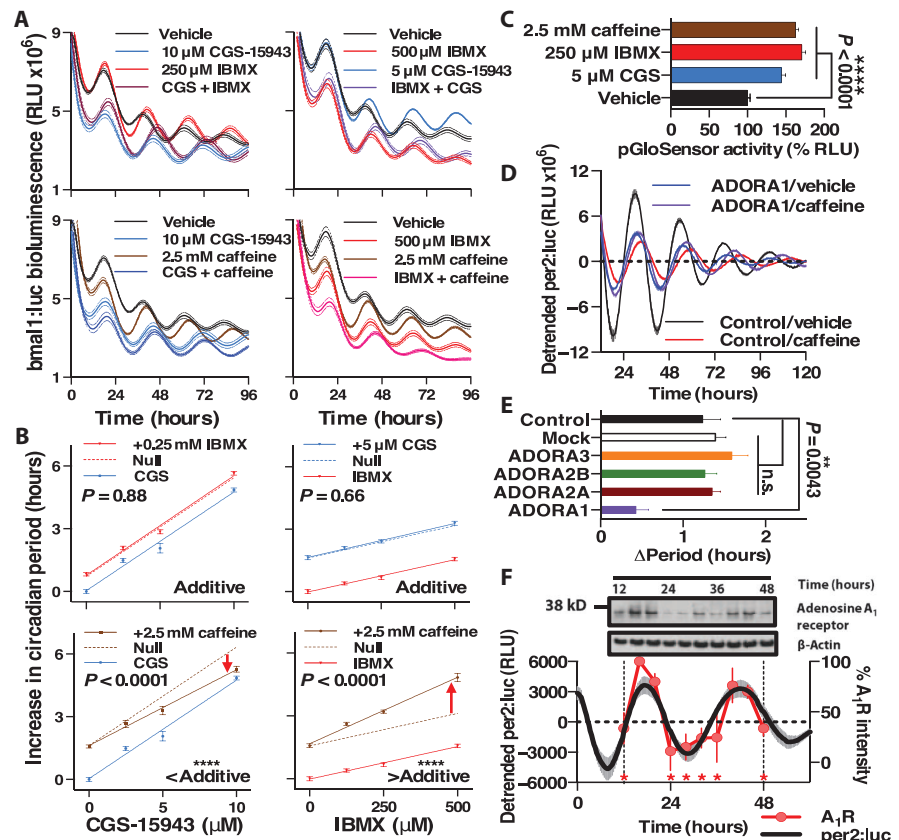 A
9
5
1
bmal1:luc bioluminescence (RLU x10⁶)
Vehicle
10 µM CGS-15943
250 µM IBMX
CGS + IBMX
Vehicle
500 µM IBMX
5 µM CGS-15943
IBMX + CGS
9
5
1
Vehicle
10 µM CGS-15943
2.5 mM caffeine
CGS + caffeine
Vehicle
500 µM IBMX
2.5 mM caffeine
IBMX + caffeine
0 24 48 72 96
0 24 48 72 96
Time (hours)
Time (hours)
B
Increase in circadian period (hours)
6
3
0
+0.25 mM IBMX
Null
CGS
P = 0.88
Additive
+5 µM CGS
Null
IBMX
P = 0.66
Additive
6
3
0
+2.5 mM caffeine
Null
CGS
P < 0.0001
****
<Additive
+2.5 mM caffeine
Null
IBMX
P < 0.0001
****
>Additive
0 5 10
0 250 500
CGS-15943 (µM)
IBMX (µM)
C
2.5 mM caffeine
250 µM IBMX
5 µM CGS
Vehicle
****
P < 0.0001
0 50 100 150 200
pGloSensor activity (% RLU)
D
Detrended per2:luc (RLU x10⁶)
12
6
0
−6
−12
ADORA1/vehicle
ADORA1/caffeine
Control/vehicle
Control/caffeine
24 48 72 96 120
Time (hours)
E
Control
Mock
ADORA3
ADORA2B
ADORA2A
ADORA1
n.s.
**
P = 0.0043
0 1 2
ΔPeriod (hours)
F
12 24 36 48
Time (hours)
38 kD
Adenosine A₁
receptor
β-Actin
Detrended per2:luc (RLU)
6000
3000
0
−3000
−6000
100
50
0
% A₁R intensity
* * * * * *
0 24 48
Time (hours)
A₁R
per2:luc